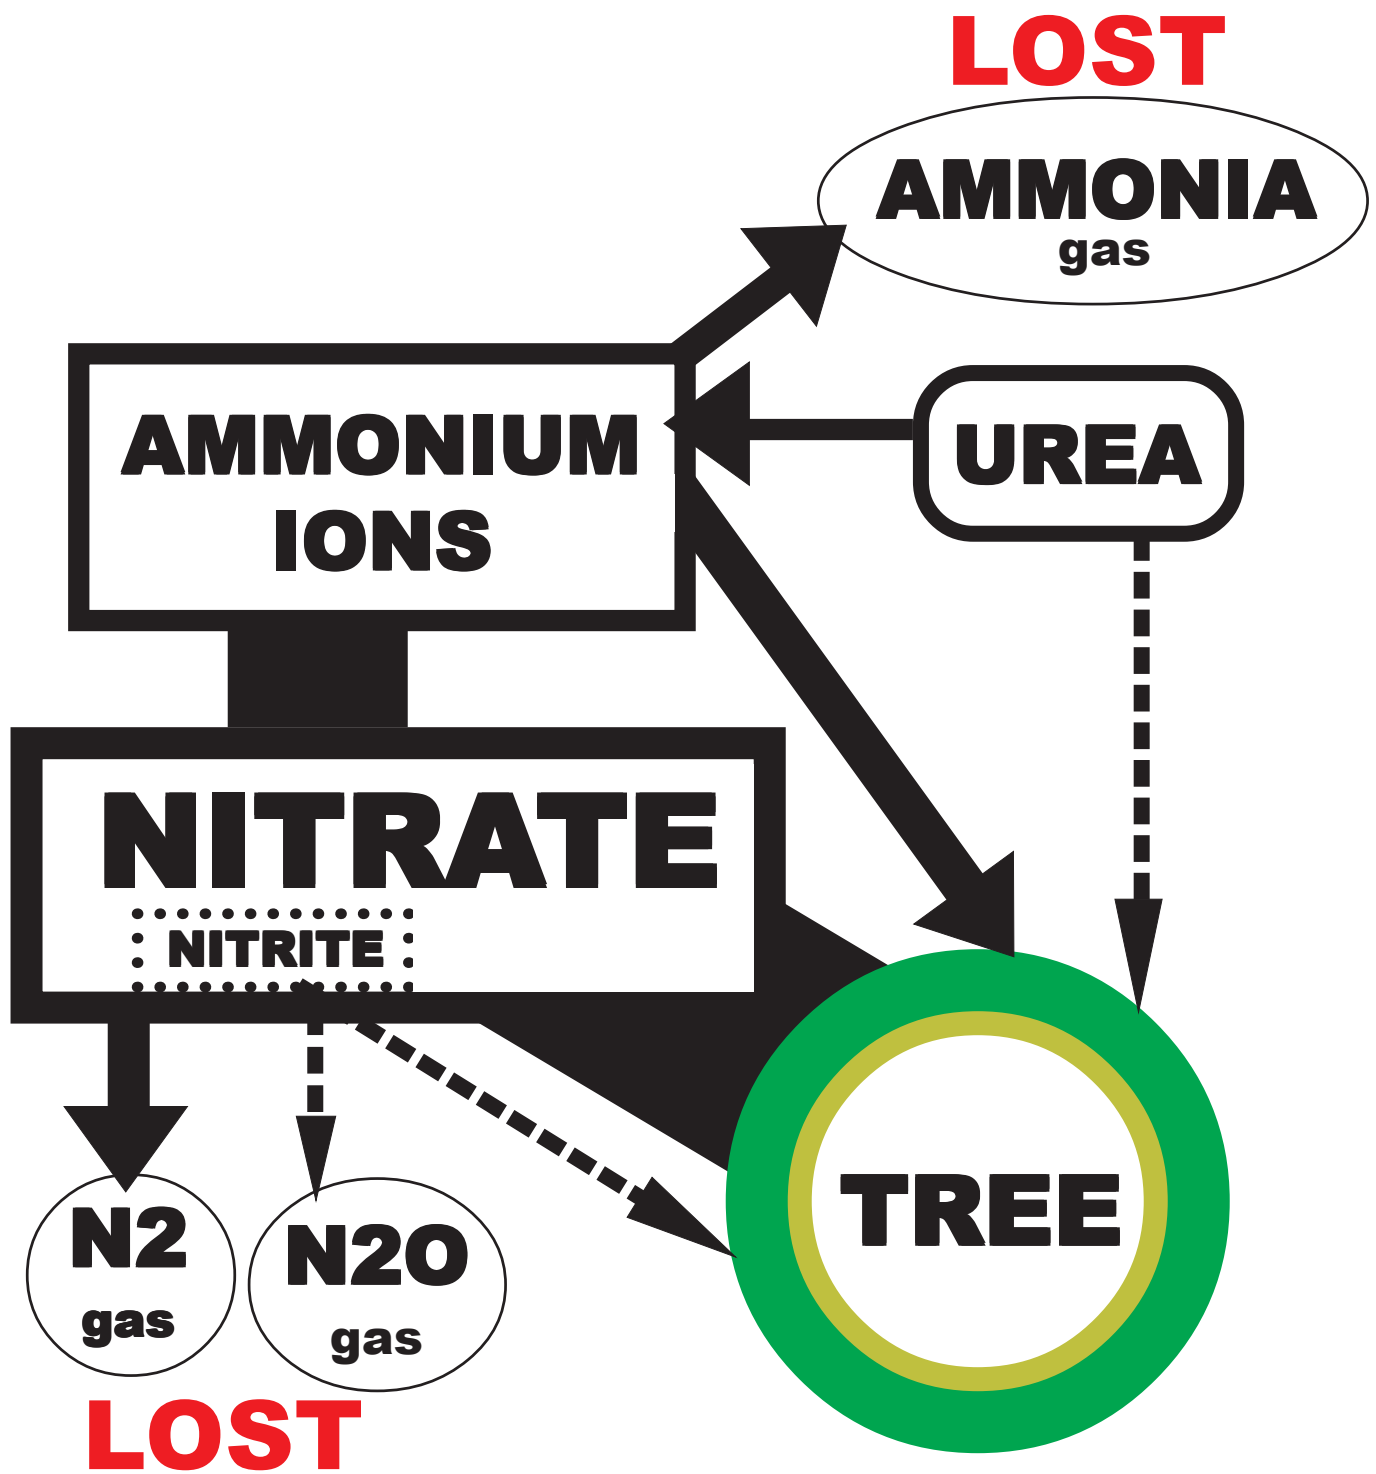 LOST
AMMONIA
gas
AMMONIUM
IONS
UREA
NITRATE
NITRITE
TREE
N2
gas
N2O
gas
LOST